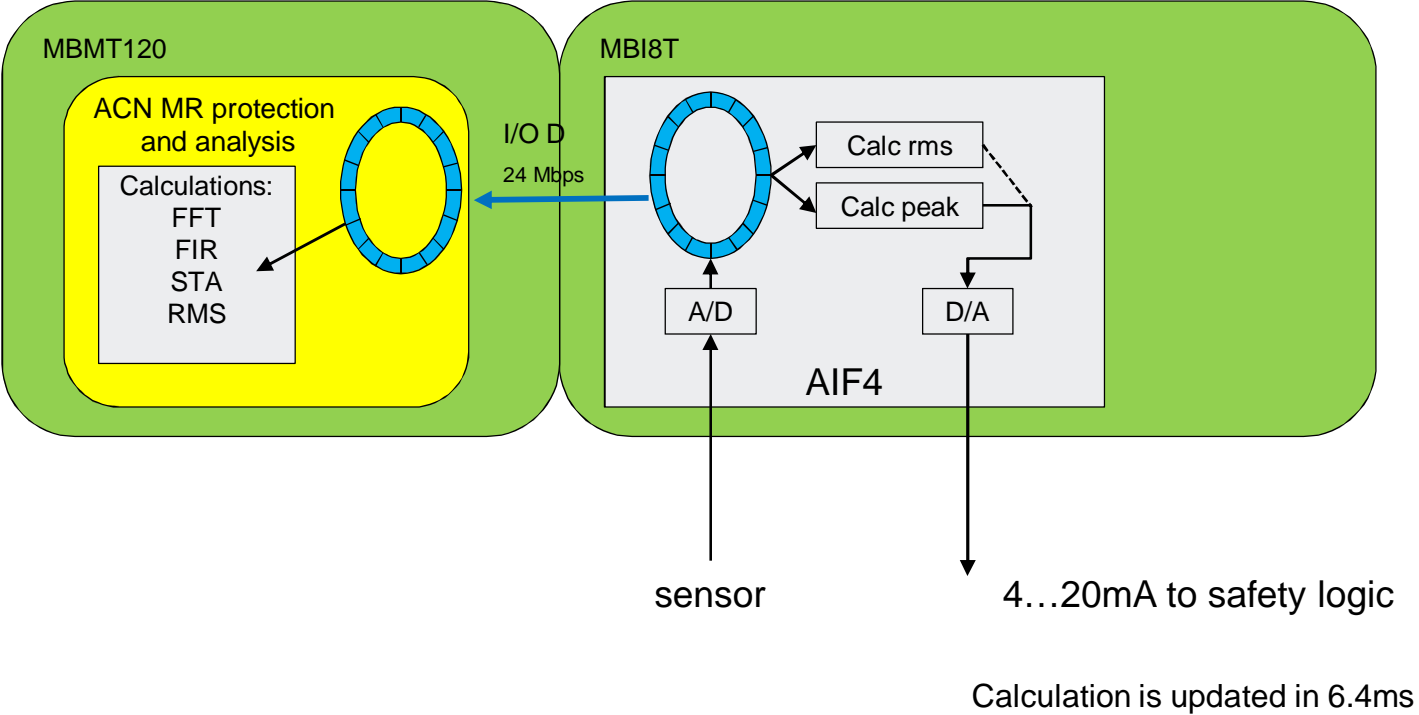 MBMT120
ACN MR protection
and analysis
Calculations:
FFT
FIR
STA
RMS
I/O D
24 Mbps
MBI8T
Calc rms
Calc peak
A/D
D/A
AIF4
sensor
4…20mA to safety logic
Calculation is updated in 6.4ms